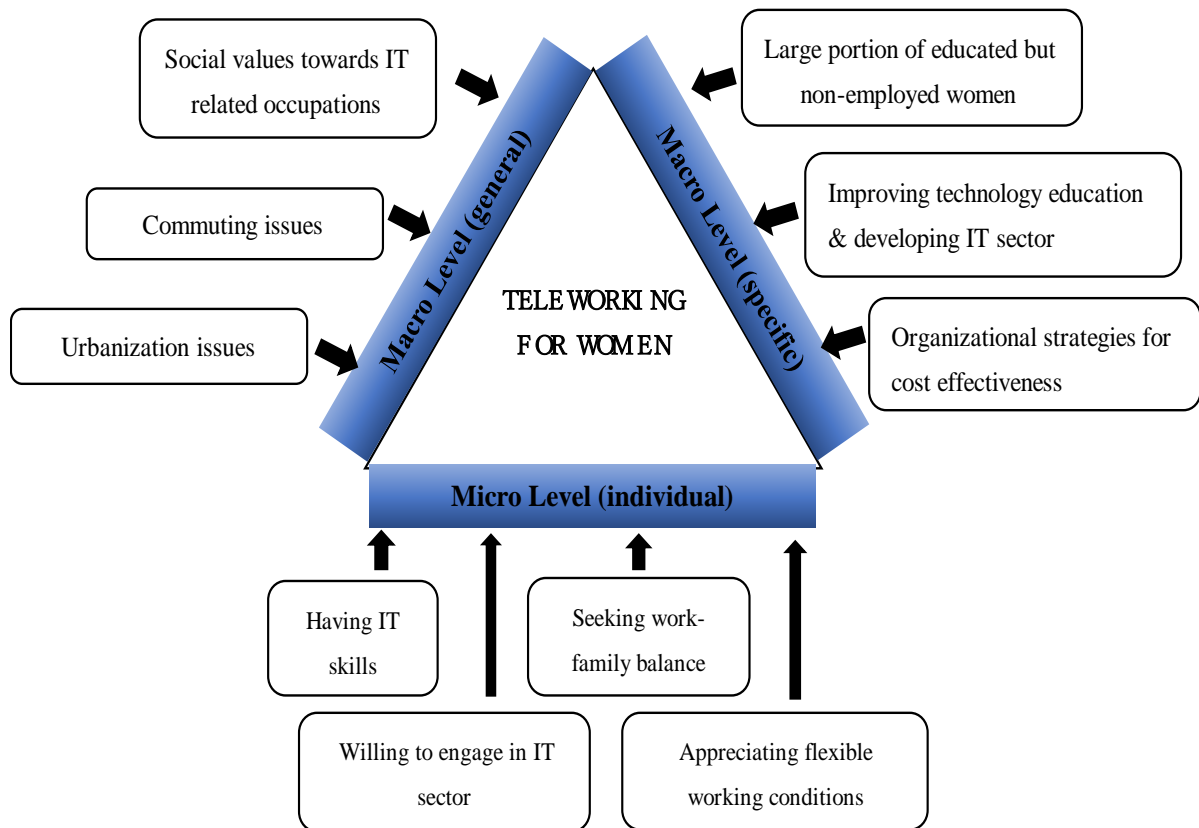 Social values towards IT
related occupations
Commuting issues
Urbanization issues
Macro Level (general)
Large portion of educated but
non-employed women
Improving technology education
& developing IT sector
Organizational strategies for
cost effectiveness
Macro Level (specific)
TELEWORKING
FOR WOMEN
Micro Level (individual)
Having IT
skills
Seeking work-
family balance
Willing to engage in IT
sector
Appreciating flexible
working conditions